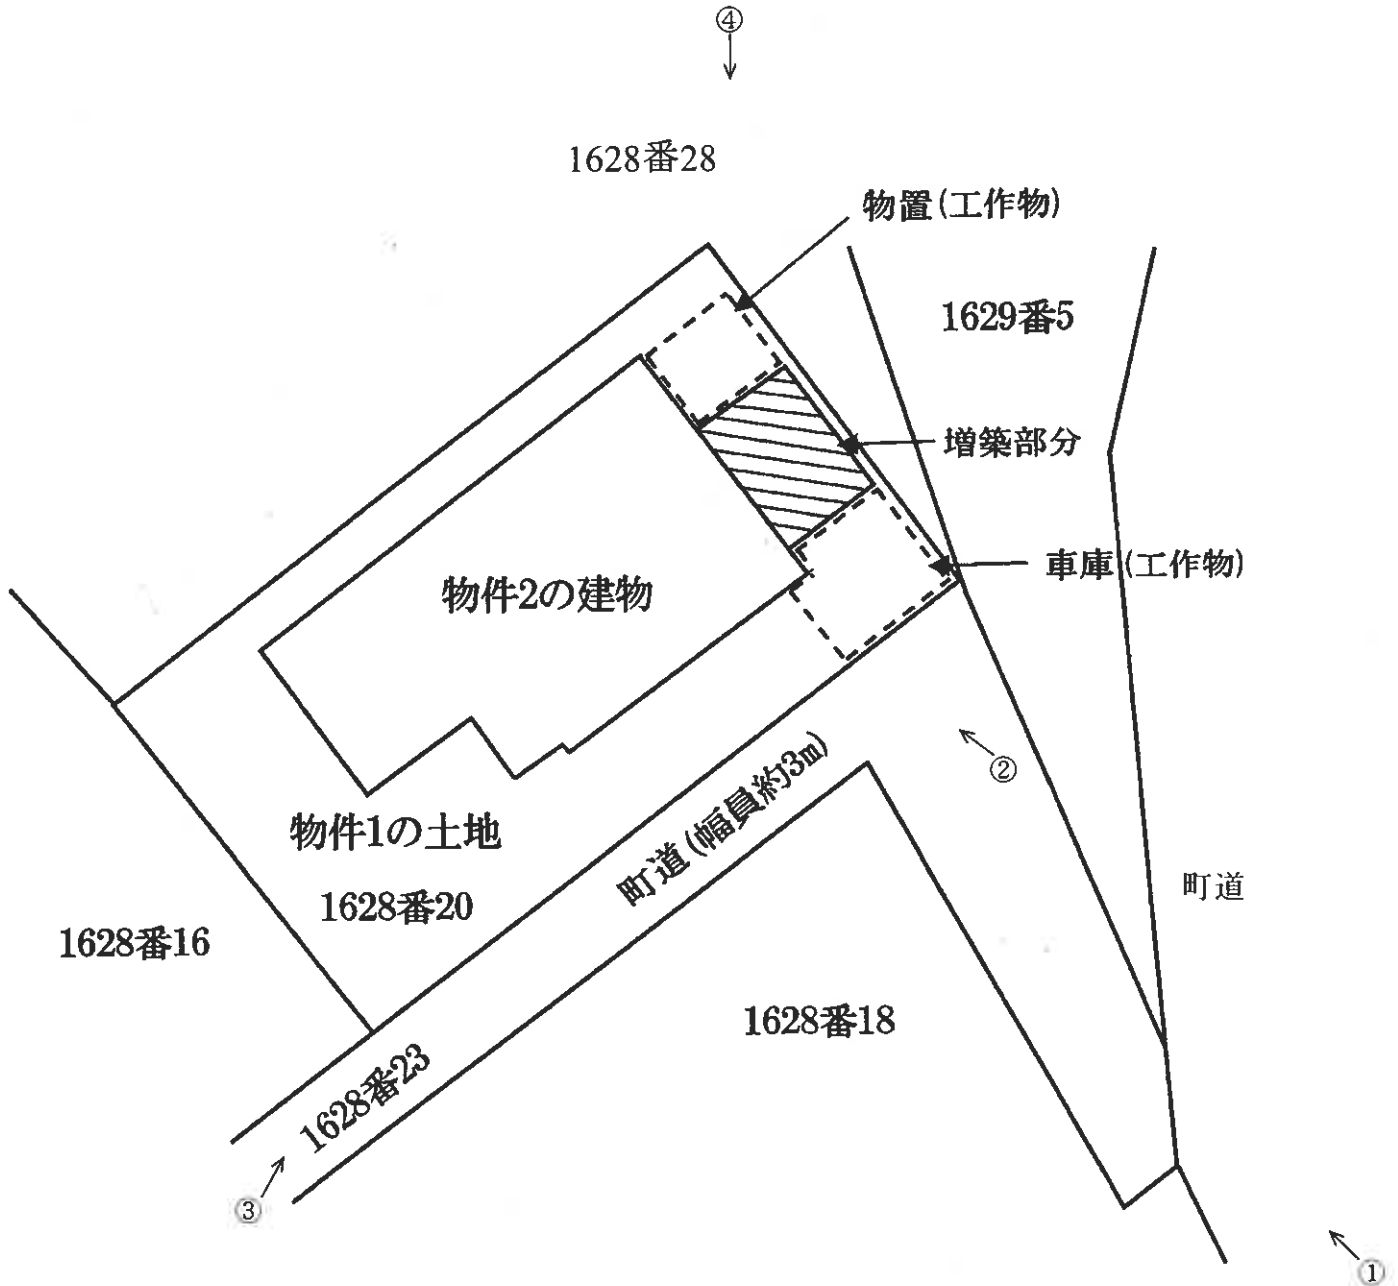 ④
1628番28
物置(工作物)
1629番5
増築部分
車庫(工作物)
物件2の建物
②
町道(幅員約3m)
物件1の土地
町道
1628番20
1628番16
1628番18
1628番23
③
①